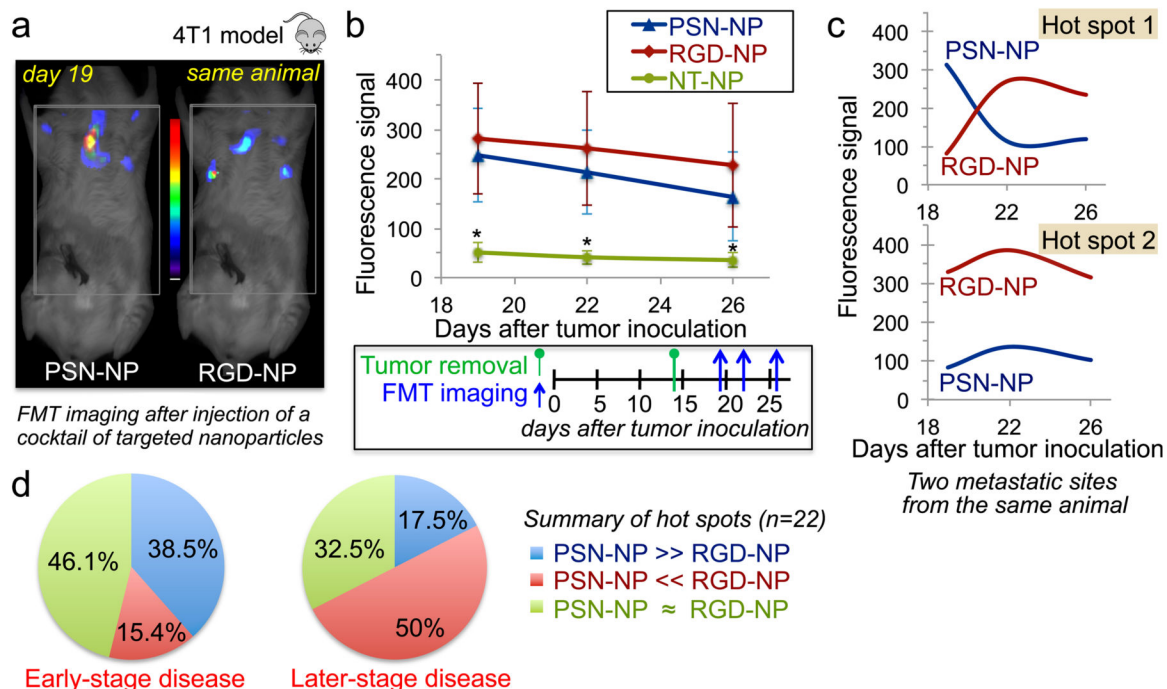 a
4T1 model
day 19
same animal
PSN-NP
RGD-NP
FMT imaging after injection of a
cocktail of targeted nanoparticles
b
PSN-NP
RGD-NP
NT-NP
Fluorescence signal
400
300
200
100
0
*
*
*
18
20
22
24
26
Days after tumor inoculation
Tumor removal
FMT imaging
0
5
10
15
20
25
days after tumor inoculation
c
Hot spot 1
PSN-NP
RGD-NP
400
300
200
100
0
19
22
26
Fluorescence signal
Hot spot 2
RGD-NP
PSN-NP
400
300
200
100
0
18
22
26
Days after tumor inoculation
Two metastatic sites
from the same animal
d
46.1%
38.5%
15.4%
Early-stage disease
32.5%
17.5%
50%
Later-stage disease
Summary of hot spots (n=22)
PSN-NP >> RGD-NP
PSN-NP << RGD-NP
PSN-NP ≈ RGD-NP